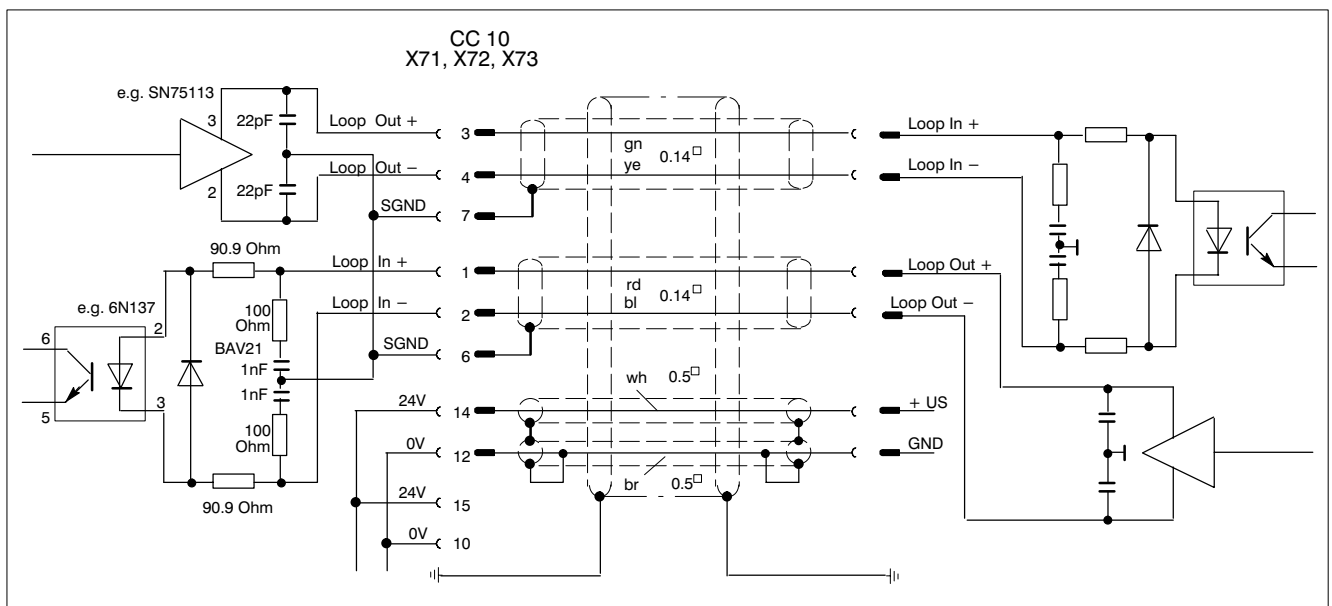 CC 10
X71, X72, X73
e.g. SN75113
3
22pF
Loop Out +
3
gn
ye
0.14□
Loop In +
2
22pF
Loop Out −
4
Loop In −
SGND
7
90.9 Ohm
Loop In +
1
rd
bl
0.14□
Loop Out +
e.g. 6N137
6
2
100
Ohm
Loop In −
2
Loop Out −
BAV21
1nF
SGND
6
1nF
5
3
100
Ohm
24V
14
wh
0.5□
+ US
0V
12
GND
90.9 Ohm
24V
15
br
0.5□
0V
10